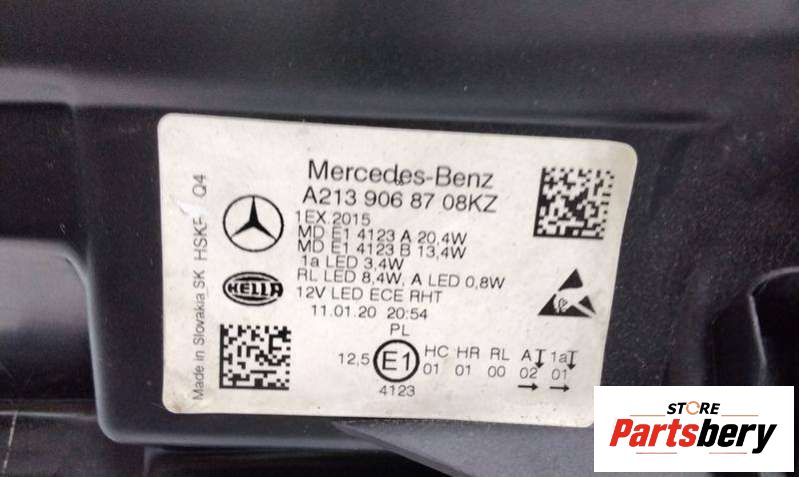 Mercedes-Benz
A213 906 87 08KZ
1EX.2015
MD E1 4123 A 20,4W
MD E1 4123 B 13,4W
1a LED 3,4W
RL LED 8,4W, A LED 0,8W
12V LED ECE RHT
11.01.20 20:54
PL
HELLA
Made in Slovakia_SK
Q4
12,5 E1 HC HR RL A 1a
01 01 00 02 01
4123
STORE
Partsbery